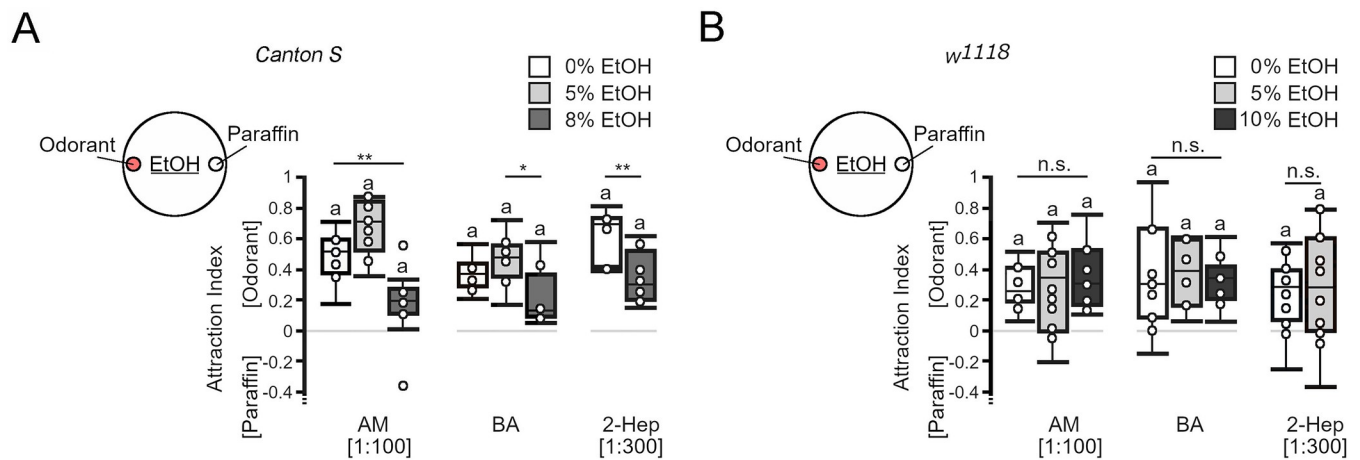 A
Canton S
0% EtOH
5% EtOH
8% EtOH
Odorant
Paraffin
EtOH
**
*
**
a
a
a
a
a
a
a
a
1
0.8
0.6
0.4
0.2
0
-0.2
-0.4
Attraction Index
[Paraffin] [Odorant]
AM
[1:100]
BA
2-Hep
[1:300]
B
w1118
0% EtOH
5% EtOH
10% EtOH
Odorant
Paraffin
EtOH
n.s.
n.s.
n.s.
a
a
a
a
a
a
a
a
1
0.8
0.6
0.4
0.2
0
-0.2
-0.4
Attraction Index
[Paraffin] [Odorant]
AM
[1:100]
BA
2-Hep
[1:300]